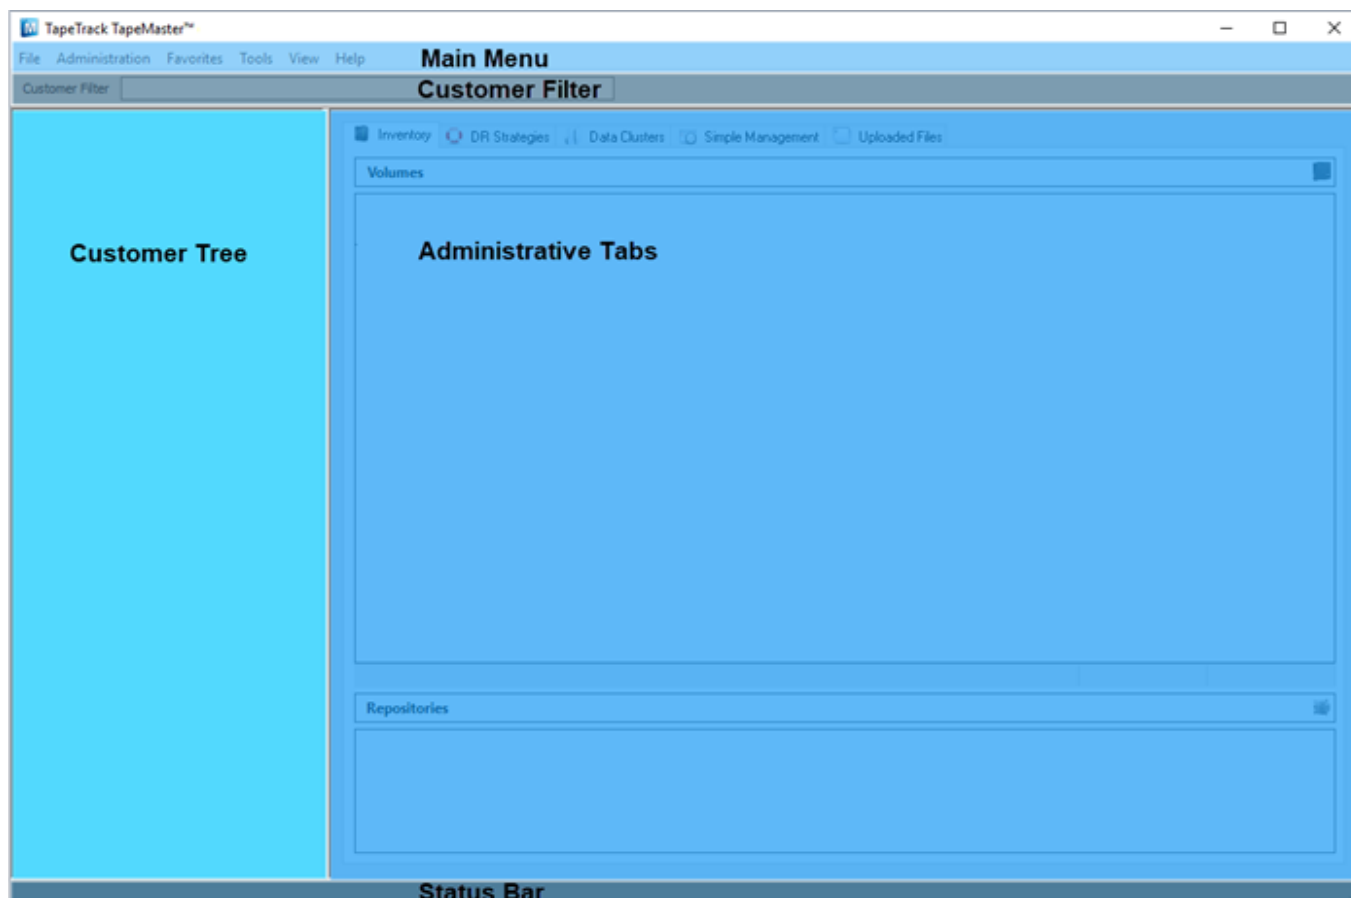 TapeTrack TapeMaster™
File Administration Favorites Tools View Help Main Menu
Customer Filter Customer Filter
Inventory DR Strategies Data Clusters Simple Management Uploaded Files
Volumes
Customer Tree Administrative Tabs
Repositories
Status Bar